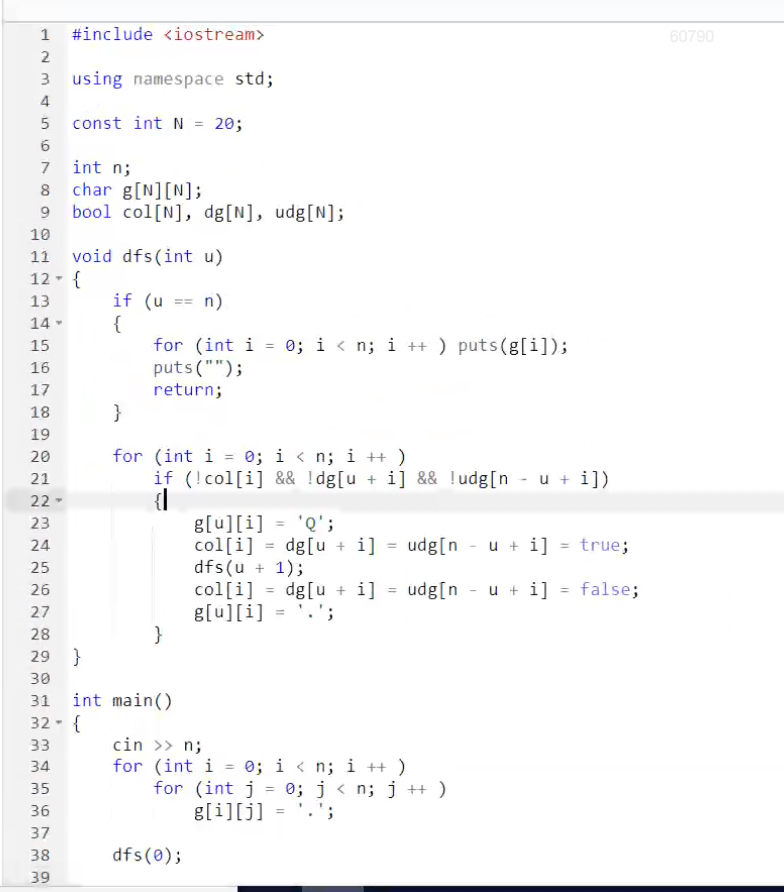 60790
1 #include <iostream>
2
3 using namespace std;
4
5 const int N = 20;
6
7 int n;
8 char g[N][N];
9 bool col[N], dg[N], udg[N];
10
11 void dfs(int u)
12 {
13     if (u == n)
14     {
15         for (int i = 0; i < n; i ++ ) puts(g[i]);
16         puts("");
17         return;
18     }
19
20     for (int i = 0; i < n; i ++ )
21         if (!col[i] && !dg[u + i] && !udg[n - u + i])
22         {
23             g[u][i] = 'Q';
24             col[i] = dg[u + i] = udg[n - u + i] = true;
25             dfs(u + 1);
26             col[i] = dg[u + i] = udg[n - u + i] = false;
27             g[u][i] = '.';
28         }
29 }
30
31 int main()
32 {
33     cin >> n;
34     for (int i = 0; i < n; i ++ )
35         for (int j = 0; j < n; j ++ )
36             g[i][j] = '.';
37
38     dfs(0);
39